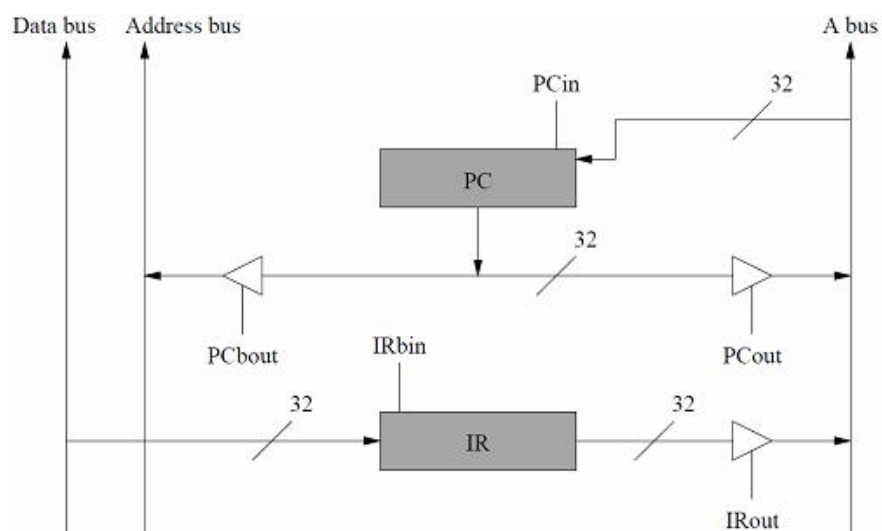 Data bus Address bus A bus
PCin 32
PC
32
PCbout PCout
IRbin
32 32
IR
IRout